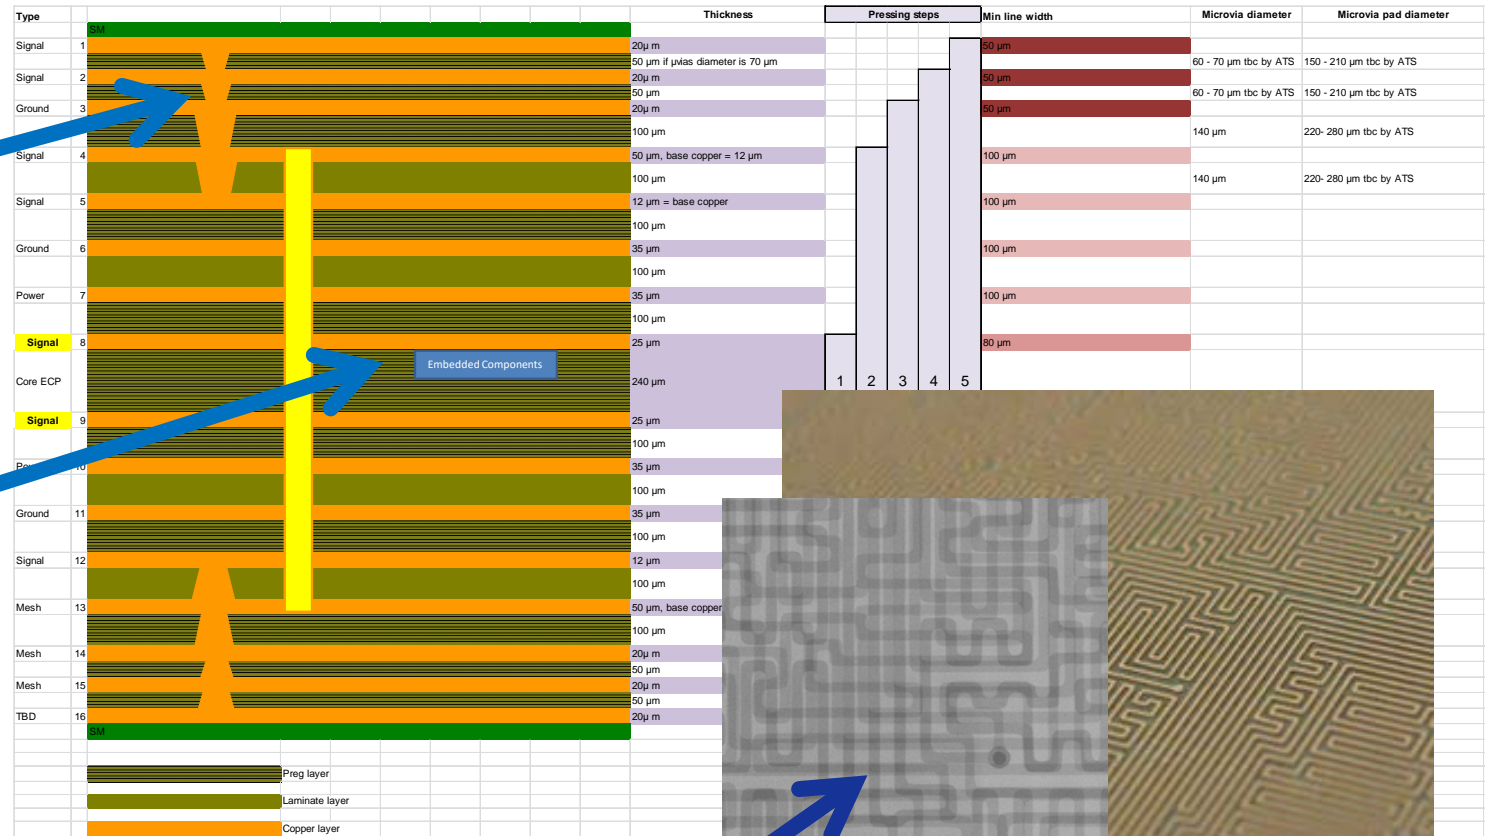 Type Thickness Pressing steps Min line width Microvia diameter Microvia pad diameter
SM
Signal 1 20µ m 50 µm
50 µm if µvias diameter is 70 µm 60 - 70 µm tbc by ATS 150 - 210 µm tbc by ATS
Signal 2 20µ m 50 µm
50 µm 60 - 70 µm tbc by ATS 150 - 210 µm tbc by ATS
Ground 3 20µ m 50 µm
100 µm 140 µm 220- 280 µm tbc by ATS
Signal 4 50 µm, base copper = 12 µm 100 µm
100 µm 140 µm 220- 280 µm tbc by ATS
Signal 5 12 µm = base copper 100 µm
100 µm
Ground 6 35 µm 100 µm
100 µm
Power 7 35 µm 100 µm
100 µm
Signal 8 25 µm 80 µm
Embedded Components
Core ECP 240 µm 1 2 3 4 5
Signal 9 25 µm
100 µm
10 35 µm
100 µm
Ground 11 35 µm
100 µm
Signal 12 12 µm
100 µm
Mesh 13 50 µm, base copper
100 µm
Mesh 14 20µ m
50 µm
Mesh 15 20µ m
50 µm
TBD 16 20µ m
SM
Preg layer
Laminate layer
Copper layer